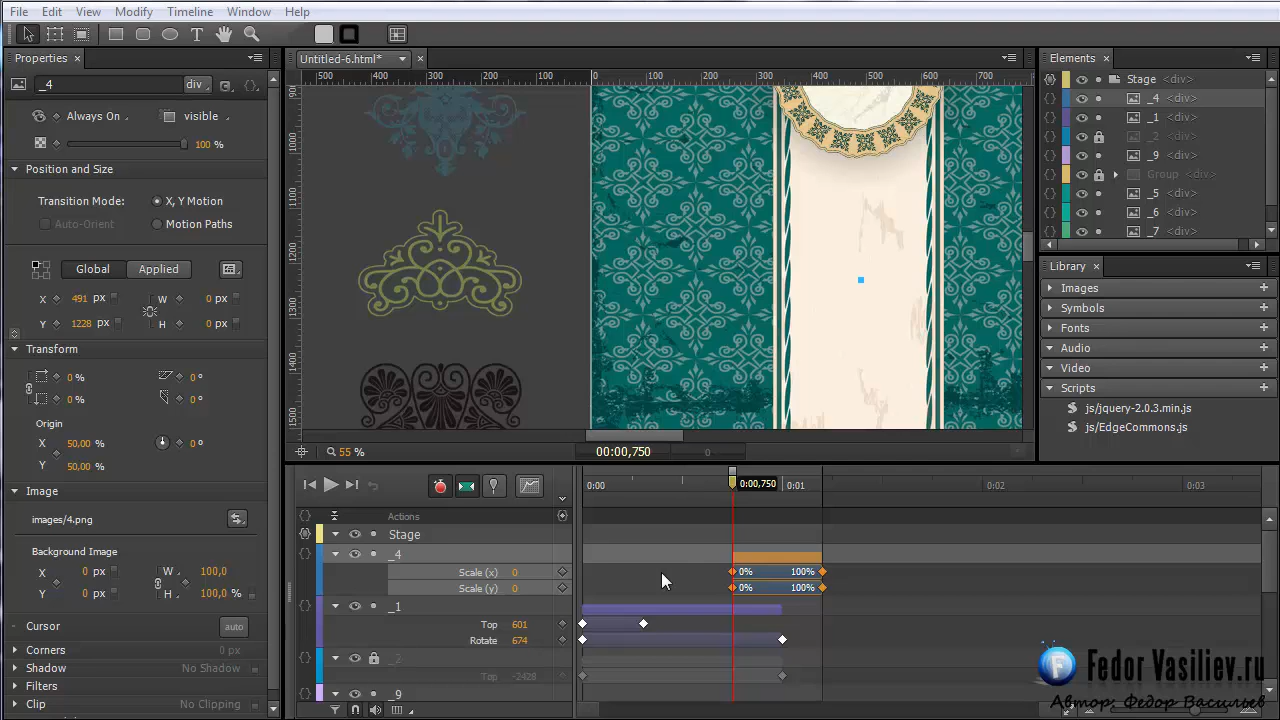 File Edit View Modify Timeline Window Help
Properties × Untitled-6.html* × Elements ×
_4 div
Always On visible
100 %
Position and Size
Transition Mode: X, Y Motion
Auto-Orient Motion Paths
Global Applied
X 491 px W 0 px
Y 1228 px H 0 px
Transform
0 % 0 °
0 % 0 °
Origin
X 50,00 % 0 °
Y 50,00 %
Image
images/4.png
Background Image
X 0 px W 100,0
Y 0 px H 100,0 %
Cursor auto
Corners 0 px
Shadow No Shadow
Filters
Clip No Clipping
500 400 300 200 100 0 100 200 300 400 500 600 700
1000
1100
1200
1300
1400
1500
55 % 00:00,750 0
Stage <div>
_4 <div>
_1 <div>
_2 <div>
_9 <div>
Group <div>
_5 <div>
_6 <div>
_7 <div>
Library ×
Images +
Symbols +
Fonts +
Audio +
Video +
Scripts +
js/jquery-2.0.3.min.js
js/EdgeCommons.js
0:00 0:00,750 0:01 0:02 0:03
Actions
Stage
_4
Scale (x) 0 0% 100%
Scale (y) 0 0% 100%
_1
Top 601
Rotate 674
_2
Top -2428
_9
Fedor Vasiliev.ru
Автор: Федор Васильев